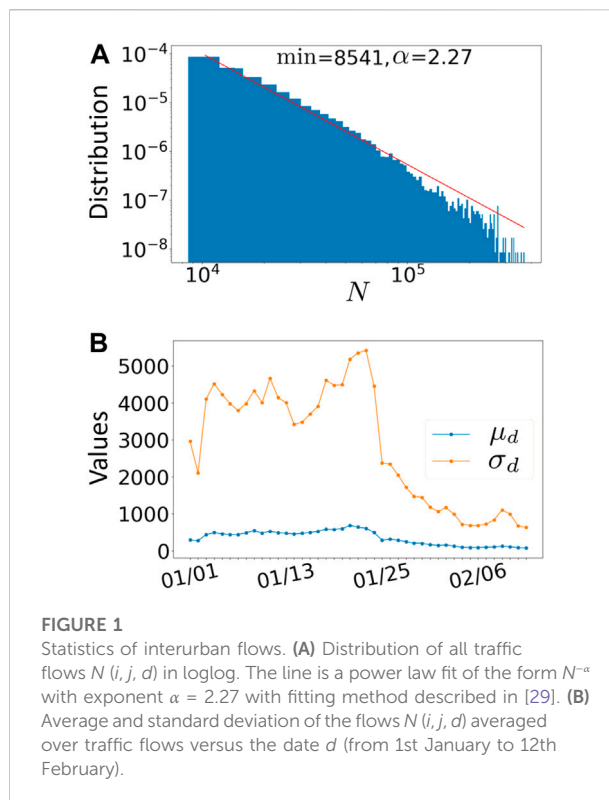 A
min=8541, α=2.27
10⁻⁴
10⁻⁵
10⁻⁶
10⁻⁷
10⁻⁸
Distribution
10⁴
10⁵
N
B
5000
4000
3000
2000
1000
0
Values
μ_d
σ_d
01/01
01/13
01/25
02/06
FIGURE 1
Statistics of interurban flows. (A) Distribution of all traffic
flows N (i, j, d) in loglog. The line is a power law fit of the form N⁻ᵅ
with exponent α = 2.27 with fitting method described in [29]. (B)
Average and standard deviation of the flows N (i, j, d) averaged
over traffic flows versus the date d (from 1st January to 12th
February).